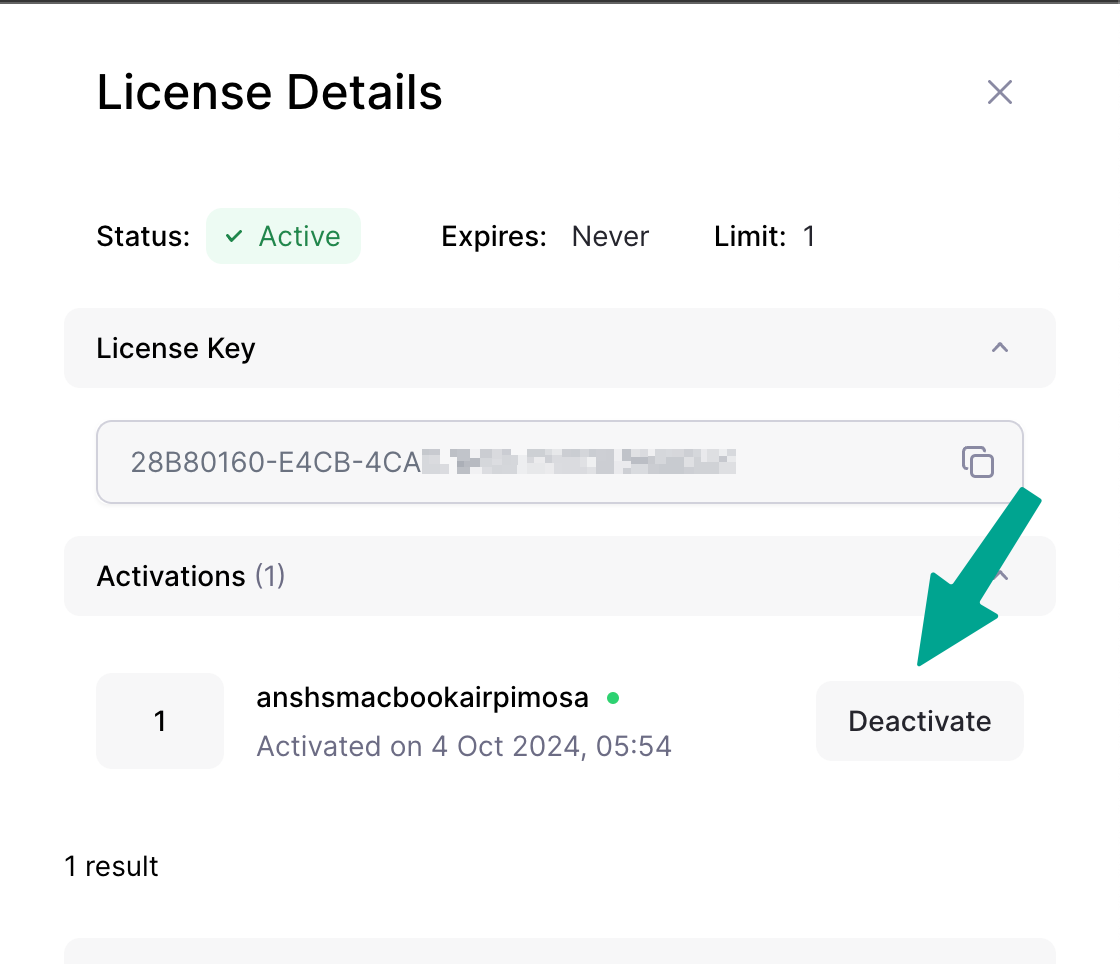 License Details
Status: Active Expires: Never Limit: 1
License Key
28B80160-E4CB-4CA
Activations (1)
1
anshsmacbookairpimosa
Activated on 4 Oct 2024, 05:54
Deactivate
1 result